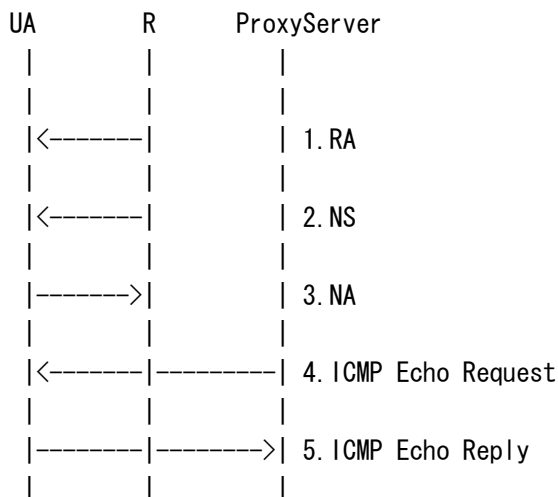 UA R ProxyServer
| | |
| | |
|<-------| | 1.RA
| | |
|<-------| | 2.NS
| | |
|------->| | 3.NA
| | |
|<-------|---------| 4.ICMP Echo Request
| | |
|--------|-------->| 5.ICMP Echo Reply
| | |